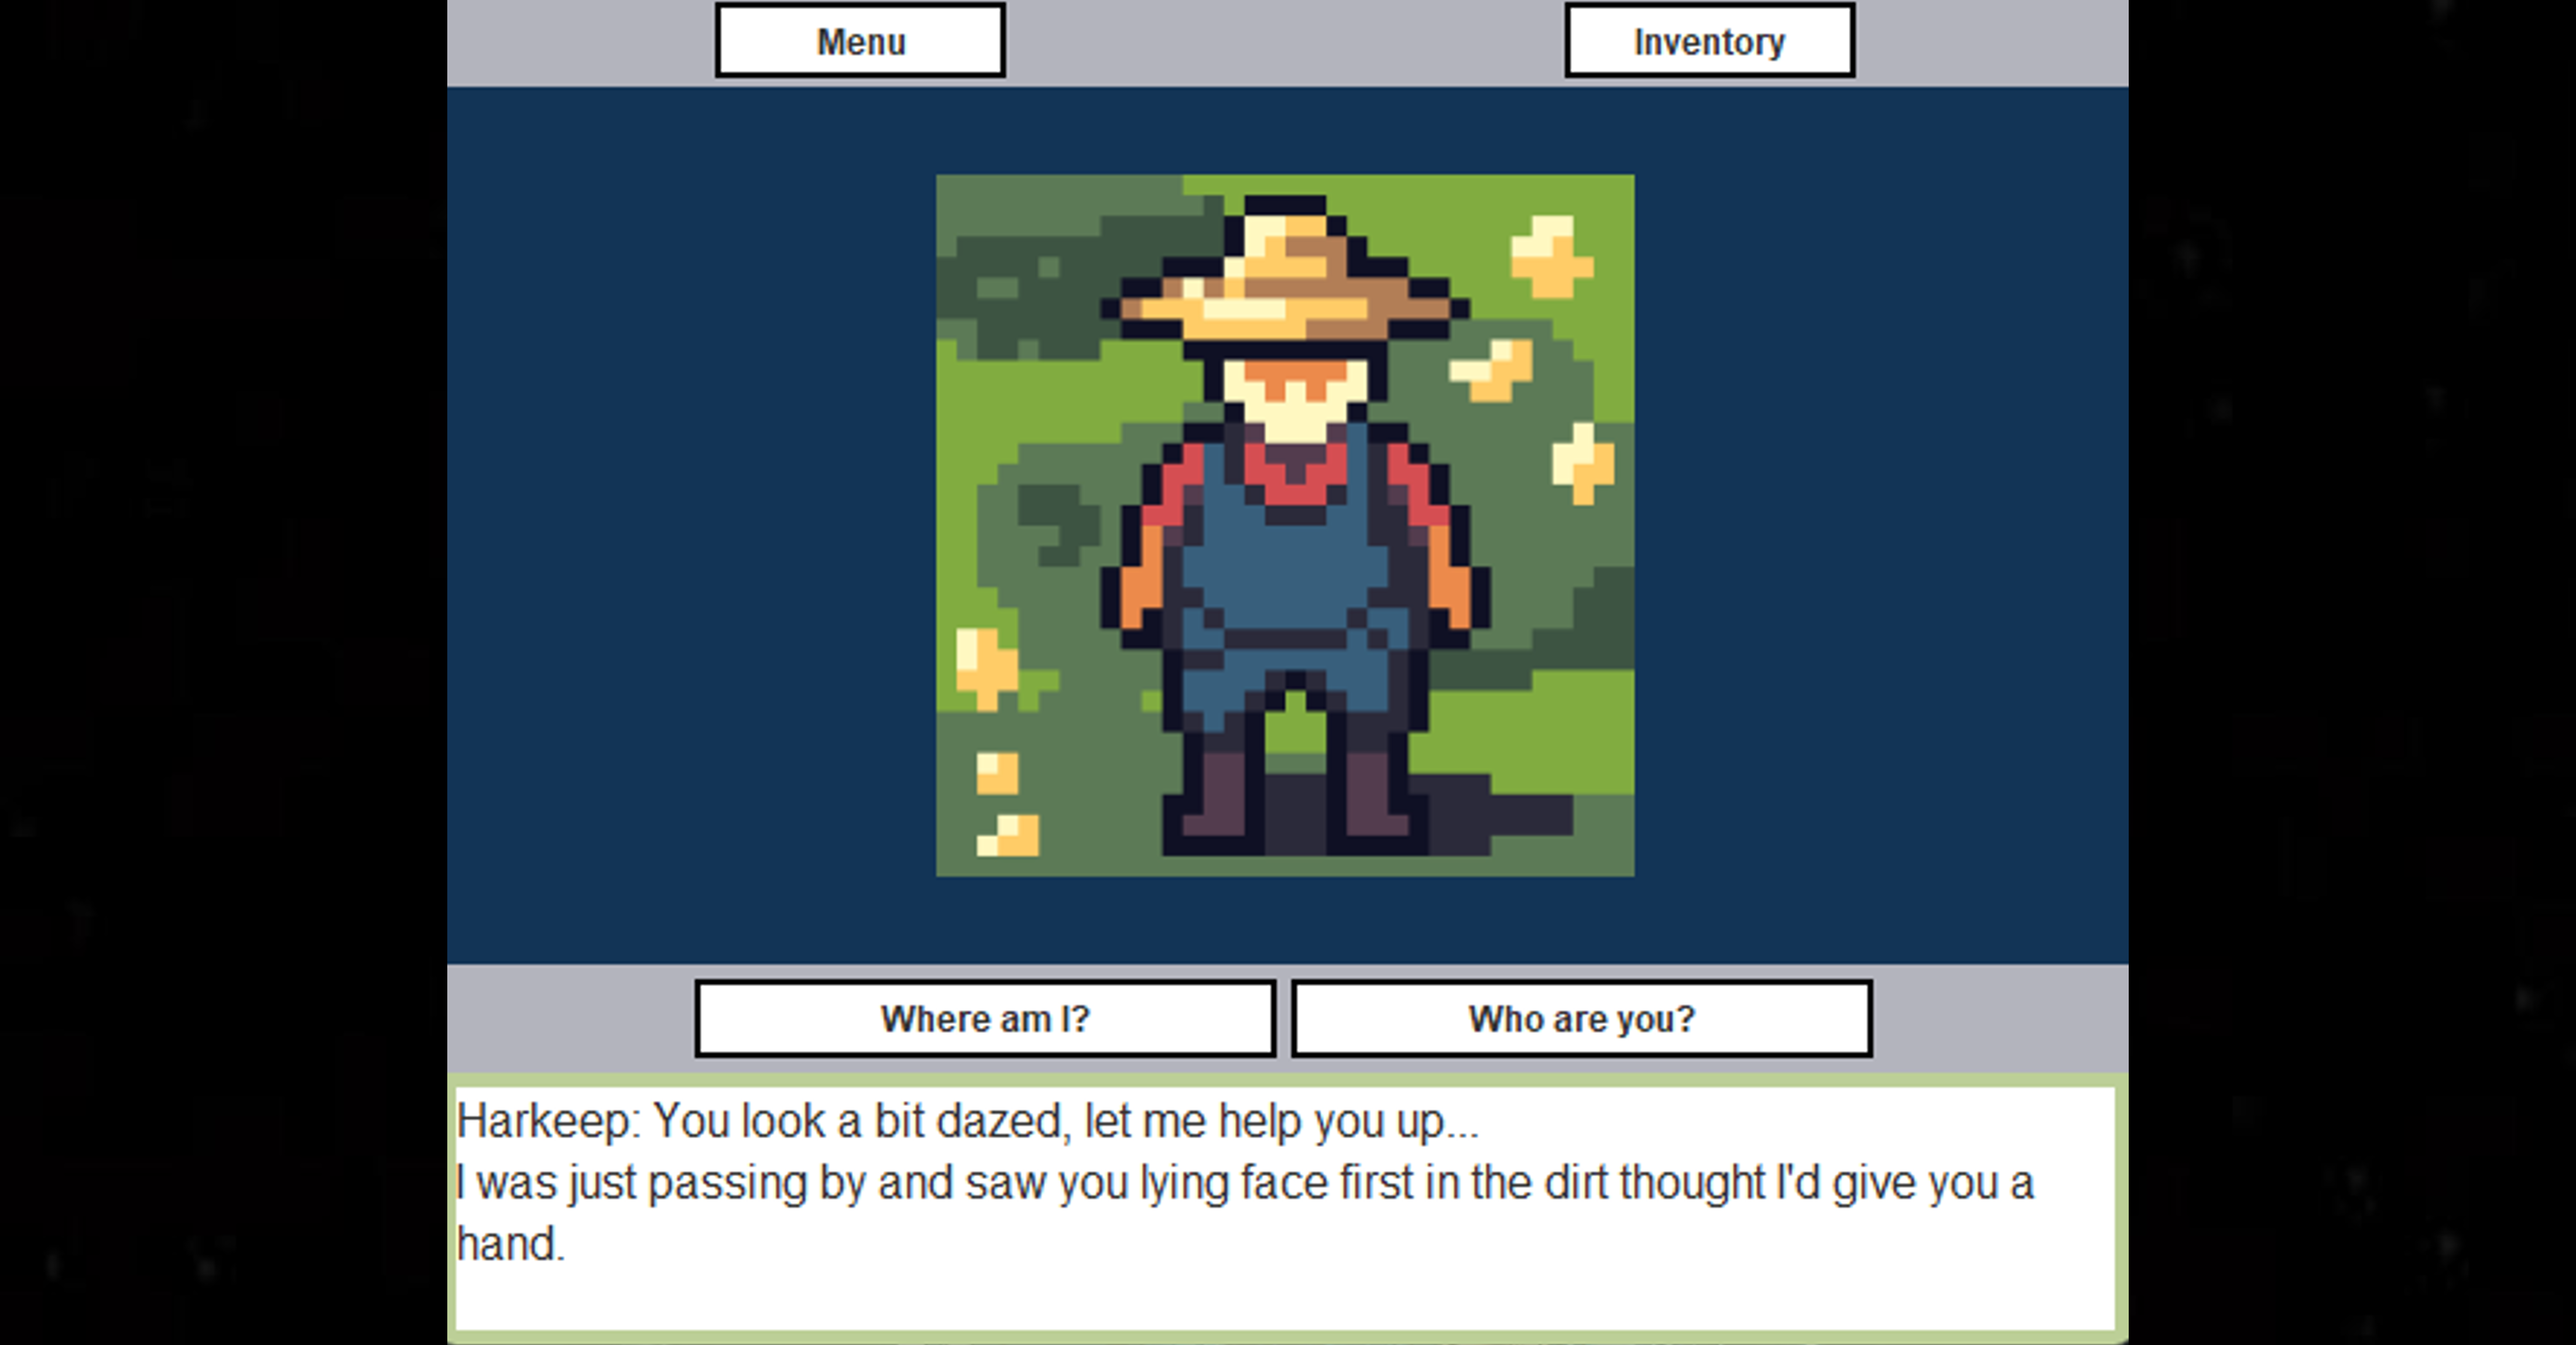 Menu
Inventory
Where am I?
Who are you?
Harkeep: You look a bit dazed, let me help you up...
I was just passing by and saw you lying face first in the dirt thought I'd give you a
hand.